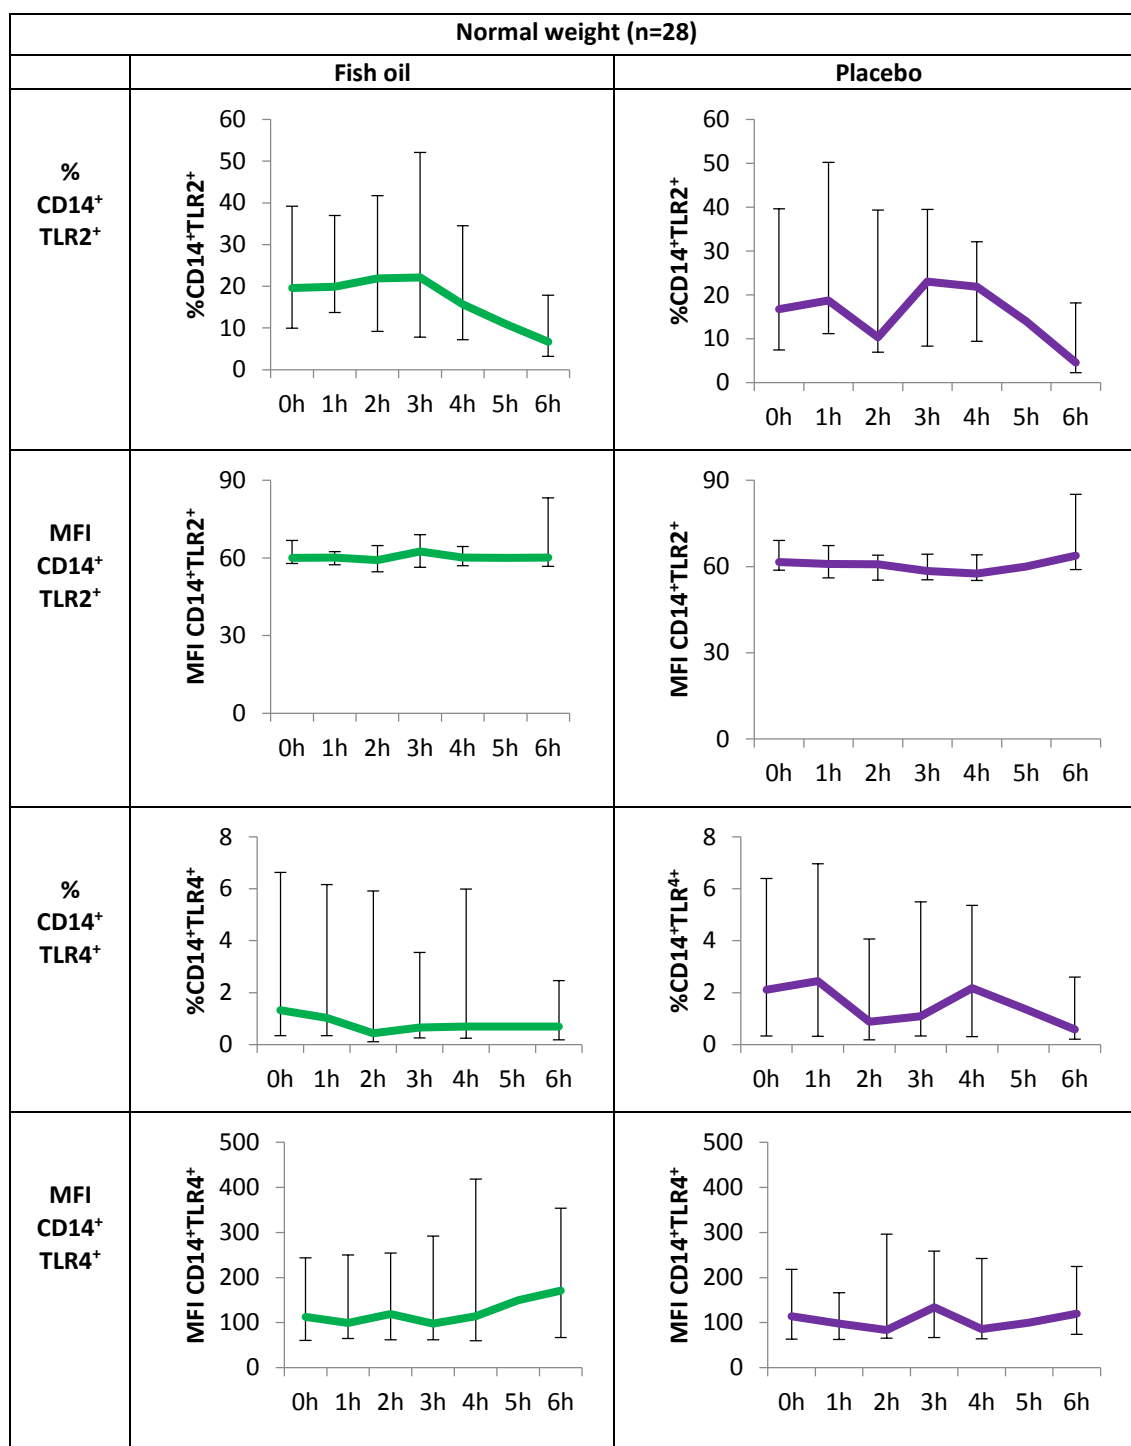 Normal weight (n=28)
Fish oil
Placebo
%
CD14⁺
TLR2⁺
%CD14⁺TLR2⁺
60
50
40
30
20
10
0
0h 1h 2h 3h 4h 5h 6h
%CD14⁺TLR2⁺
60
50
40
30
20
10
0
0h 1h 2h 3h 4h 5h 6h
MFI
CD14⁺
TLR2⁺
MFI CD14⁺TLR2⁺
90
60
30
0
0h 1h 2h 3h 4h 5h 6h
MFI CD14⁺TLR2⁺
90
60
30
0
0h 1h 2h 3h 4h 5h 6h
%
CD14⁺
TLR4⁺
%CD14⁺TLR4⁺
8
6
4
2
0
0h 1h 2h 3h 4h 5h 6h
%CD14⁺TLR⁴⁺
8
6
4
2
0
0h 1h 2h 3h 4h 5h 6h
MFI
CD14⁺
TLR4⁺
MFI CD14⁺TLR4⁺
500
400
300
200
100
0
0h 1h 2h 3h 4h 5h 6h
MFI CD14⁺TLR4⁺
500
400
300
200
100
0
0h 1h 2h 3h 4h 5h 6h